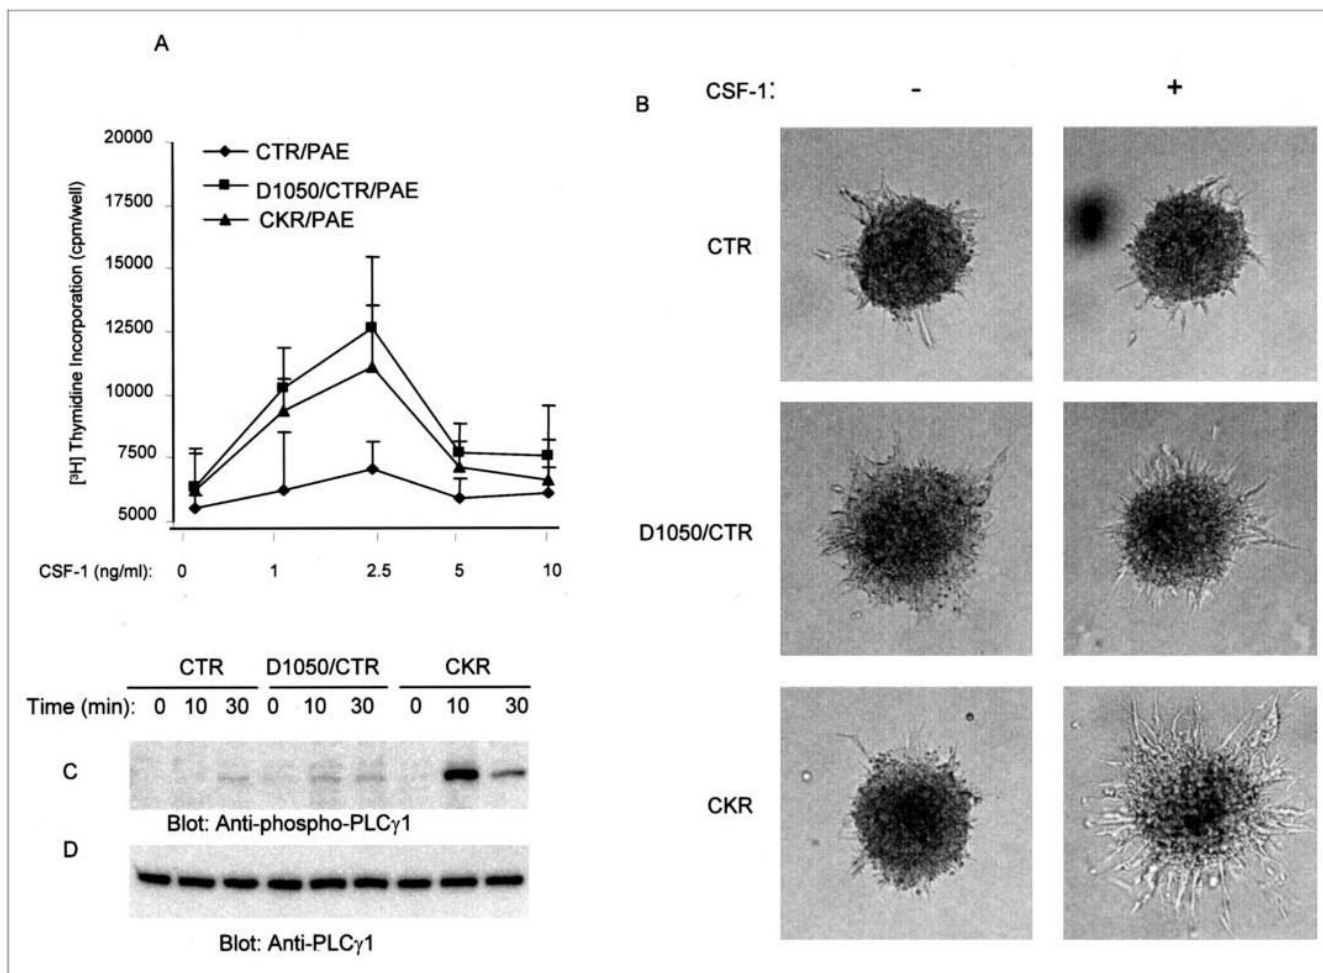 A
20000
17500
15000
12500
10000
7500
5000
[³H] Thymidine Incorporation (cpm/well)
CTR/PAE
D1050/CTR/PAE
CKR/PAE
CSF-1 (ng/ml): 0 1 2.5 5 10
B
CSF-1: - +
CTR
D1050/CTR
CKR
CTR D1050/CTR CKR
Time (min): 0 10 30 0 10 30 0 10 30
C
Blot: Anti-phospho-PLCγ1
D
Blot: Anti-PLCγ1